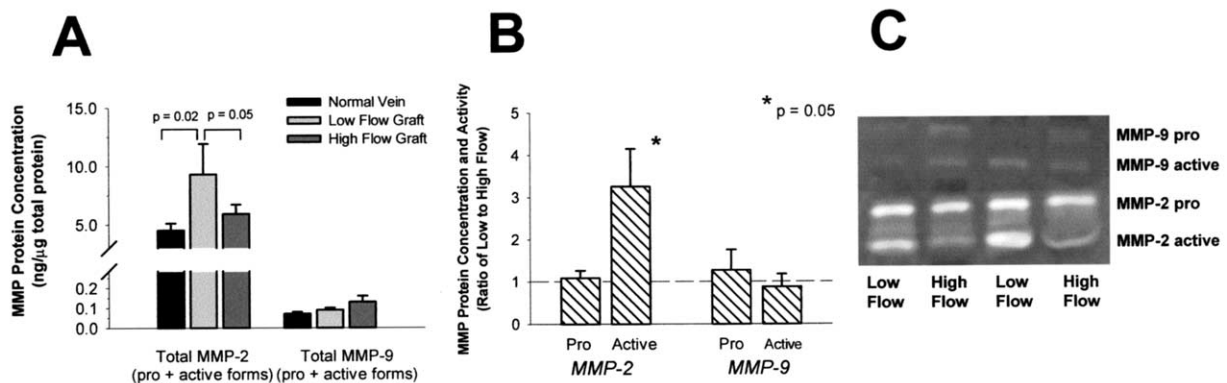 A
MMP Protein Concentration
(ng/µg total protein)
15.0
10.0
5.0
0.2
0.1
0.0
p = 0.02
p = 0.05
Normal Vein
Low Flow Graft
High Flow Graft
Total MMP-2
(pro + active forms)
Total MMP-9
(pro + active forms)
B
MMP Protein Concentration and Activity
(Ratio of Low to High Flow)
5
4
3
2
1
0
*
* p = 0.05
Pro
Active
Pro
Active
MMP-2
MMP-9
C
MMP-9 pro
MMP-9 active
MMP-2 pro
MMP-2 active
Low
Flow
High
Flow
Low
Flow
High
Flow